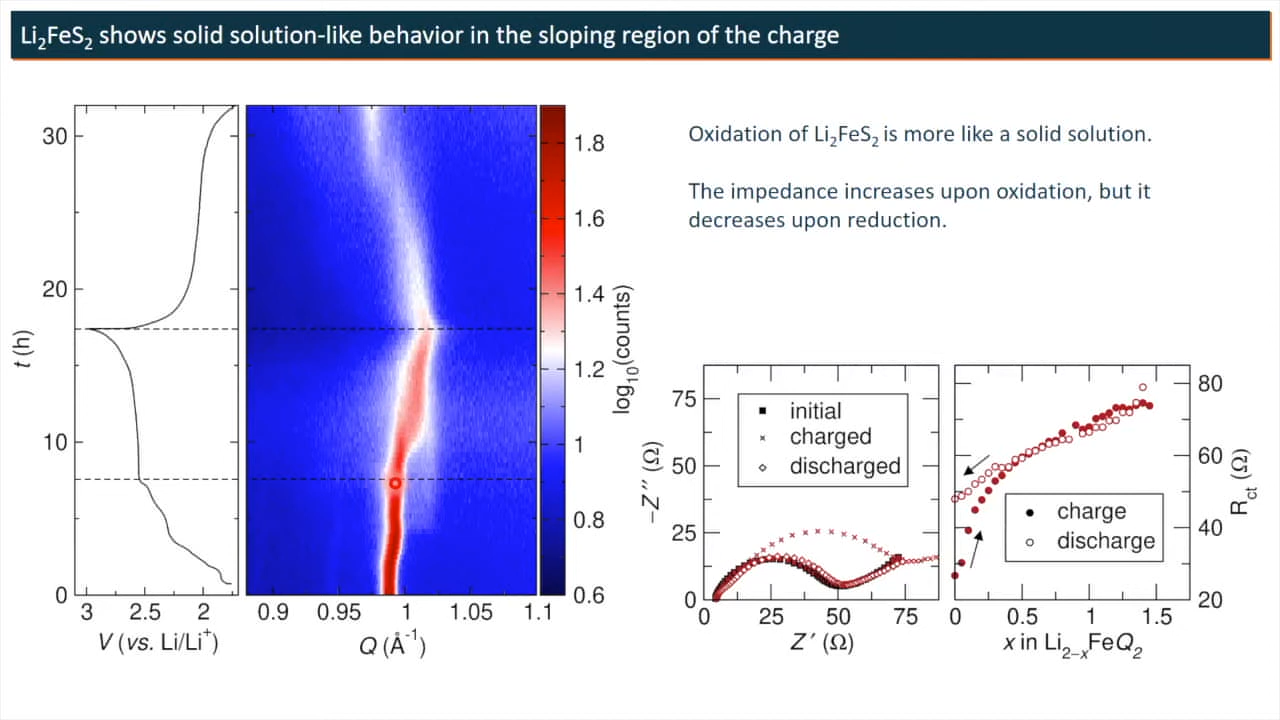 Li₂FeS₂ shows solid solution-like behavior in the sloping region of the charge
Oxidation of Li₂FeS₂ is more like a solid solution.
The impedance increases upon oxidation, but it
decreases upon reduction.
30
20
10
0
t (h)
3 2.5 2
V (vs. Li/Li⁺)
0.9 0.95 1 1.05 1.1
Q (Å⁻¹)
1.8
1.6
1.4
1.2
1
0.8
0.6
log₁₀(counts)
75
50
25
0
−Z′′ (Ω)
initial
charged
discharged
0 25 50 75
Z′ (Ω)
charge
discharge
80
60
40
20
R_ct (Ω)
0 0.5 1 1.5
x in Li₂₋ₓFeQ₂